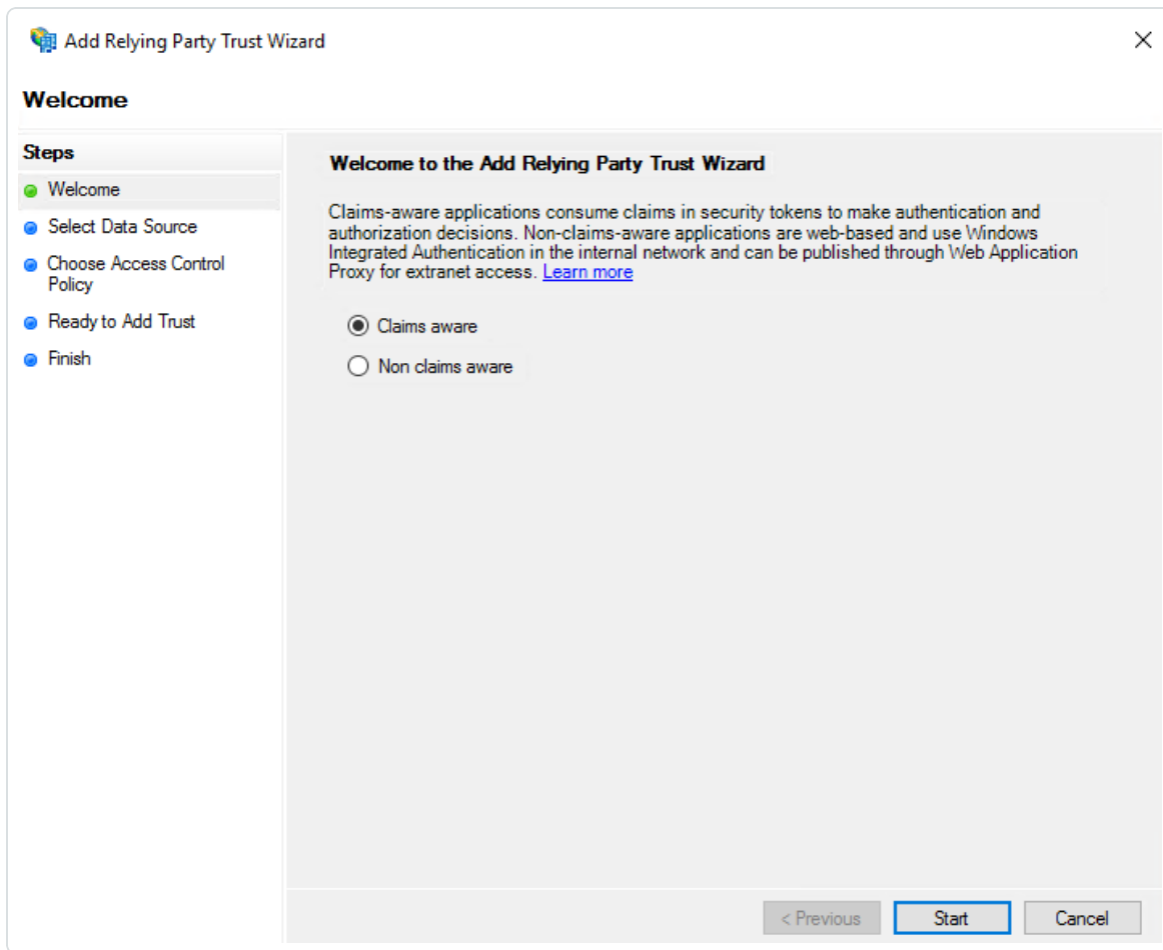 Add Relying Party Trust Wizard
Welcome
Steps
Welcome
Select Data Source
Choose Access Control
Policy
Ready to Add Trust
Finish
Welcome to the Add Relying Party Trust Wizard
Claims-aware applications consume claims in security tokens to make authentication and
authorization decisions. Non-claims-aware applications are web-based and use Windows
Integrated Authentication in the internal network and can be published through Web Application
Proxy for extranet access. Learn more
Claims aware
Non claims aware
< Previous
Start
Cancel